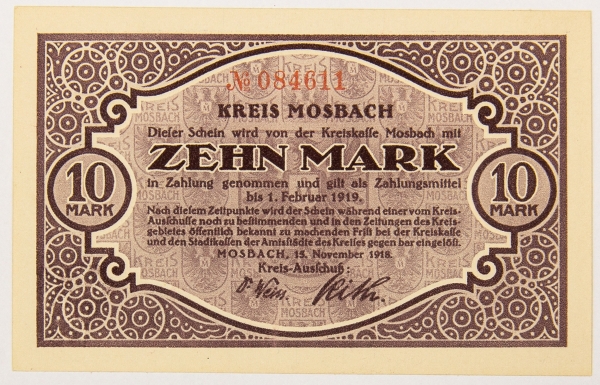 № 084611
KREIS MOSBACH
Dieser Schein wird von der Kreiskasse Mosbach mit
ZEHN MARK
in Zahlung genommen und gilt als Zahlungsmittel
bis 1. Februar 1919.
Nach diesem Zeitpunkte wird der Schein während einer vom Kreis-
Ausschusse noch zu bestimmenden und in den Zeitungen des Kreis-
gebietes öffentlich bekannt zu machenden Frist bei der Kreiskasse
und den Stadtkassen der Amtsstädte des Kreises gegen bar eingelöst.
MOSBACH, 15. November 1918.
Kreis-Ausschuß:
10
MARK
10
MARK